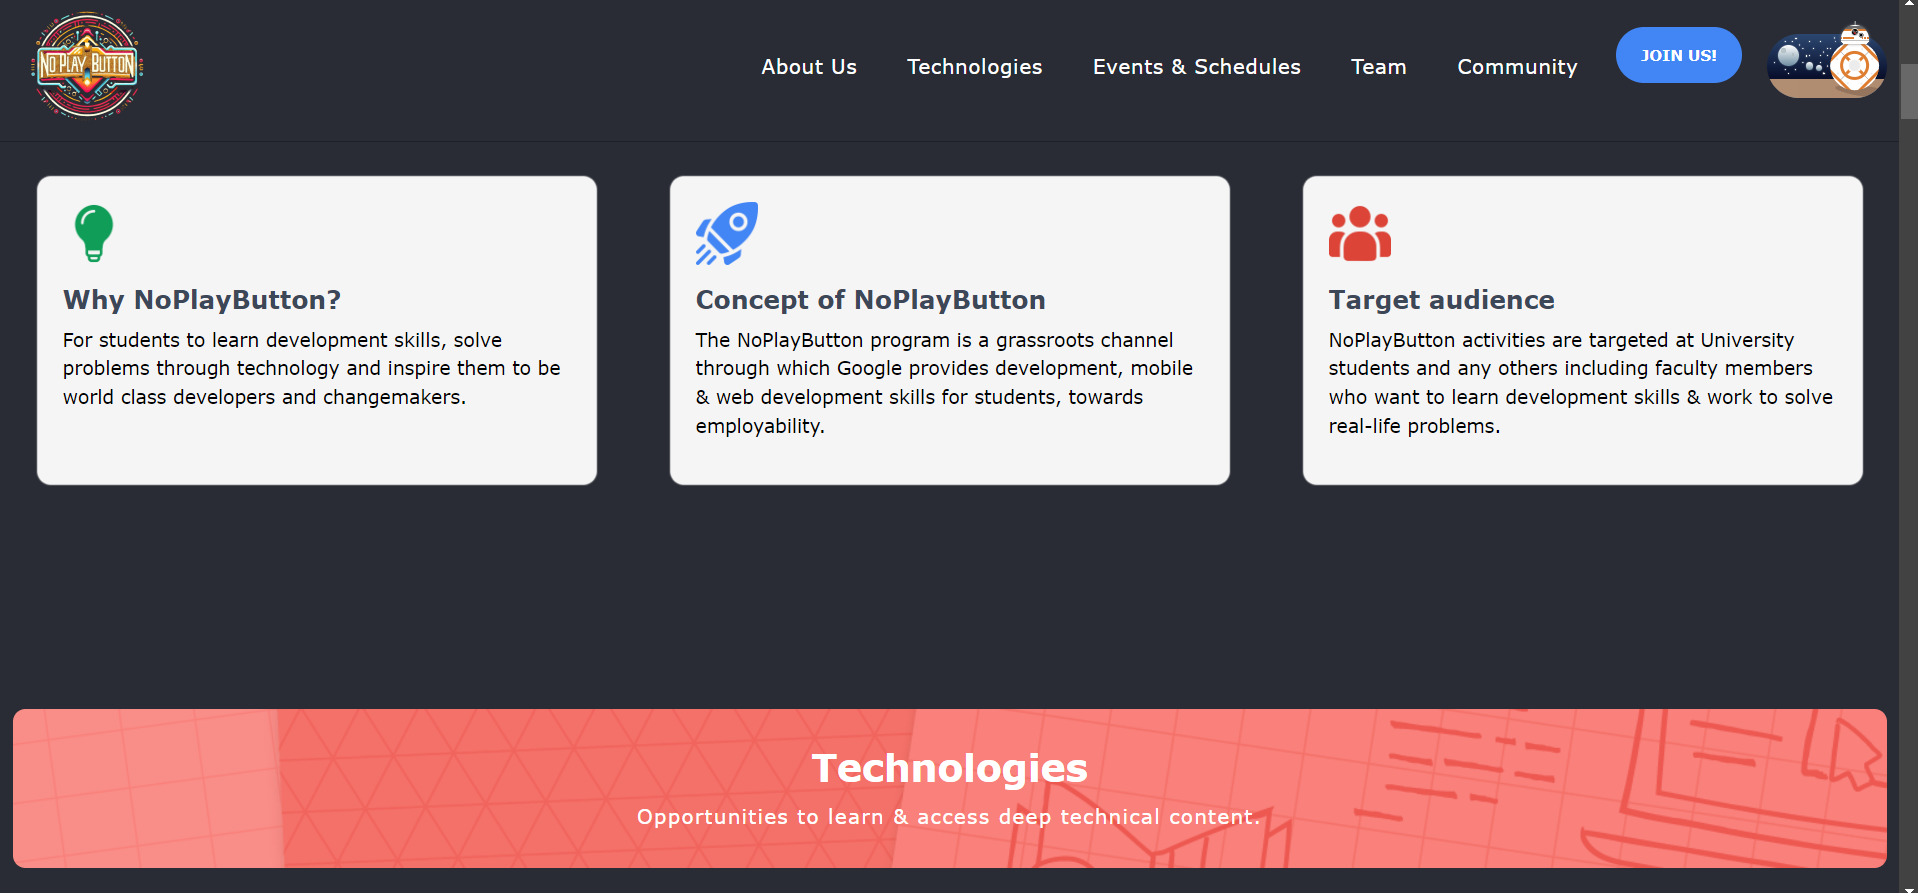 NO PLAY BUTTON
About Us
Technologies
Events & Schedules
Team
Community
JOIN US!
Why NoPlayButton?
For students to learn development skills, solve
problems through technology and inspire them to be
world class developers and changemakers.
Concept of NoPlayButton
The NoPlayButton program is a grassroots channel
through which Google provides development, mobile
& web development skills for students, towards
employability.
Target audience
NoPlayButton activities are targeted at University
students and any others including faculty members
who want to learn development skills & work to solve
real-life problems.
Technologies
Opportunities to learn & access deep technical content.